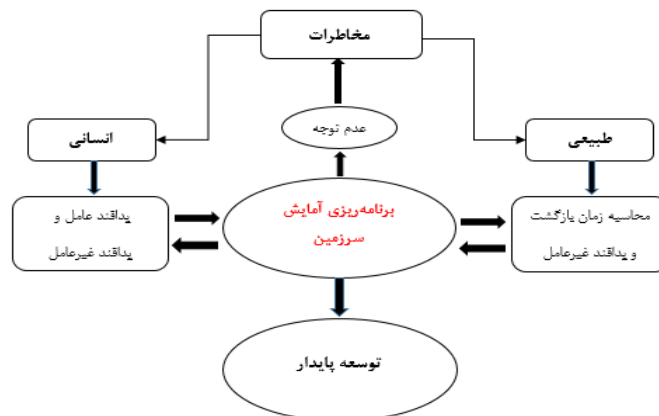 مخاطرات
عدم توجه
انسانی
طبیعی
برنامه‌ریزی آمایش
سرزمین
پدافند عامل و
پدافند غیرعامل
محاسبه زمان بازگشت
و پدافند غیرعامل
توسعه پایدار